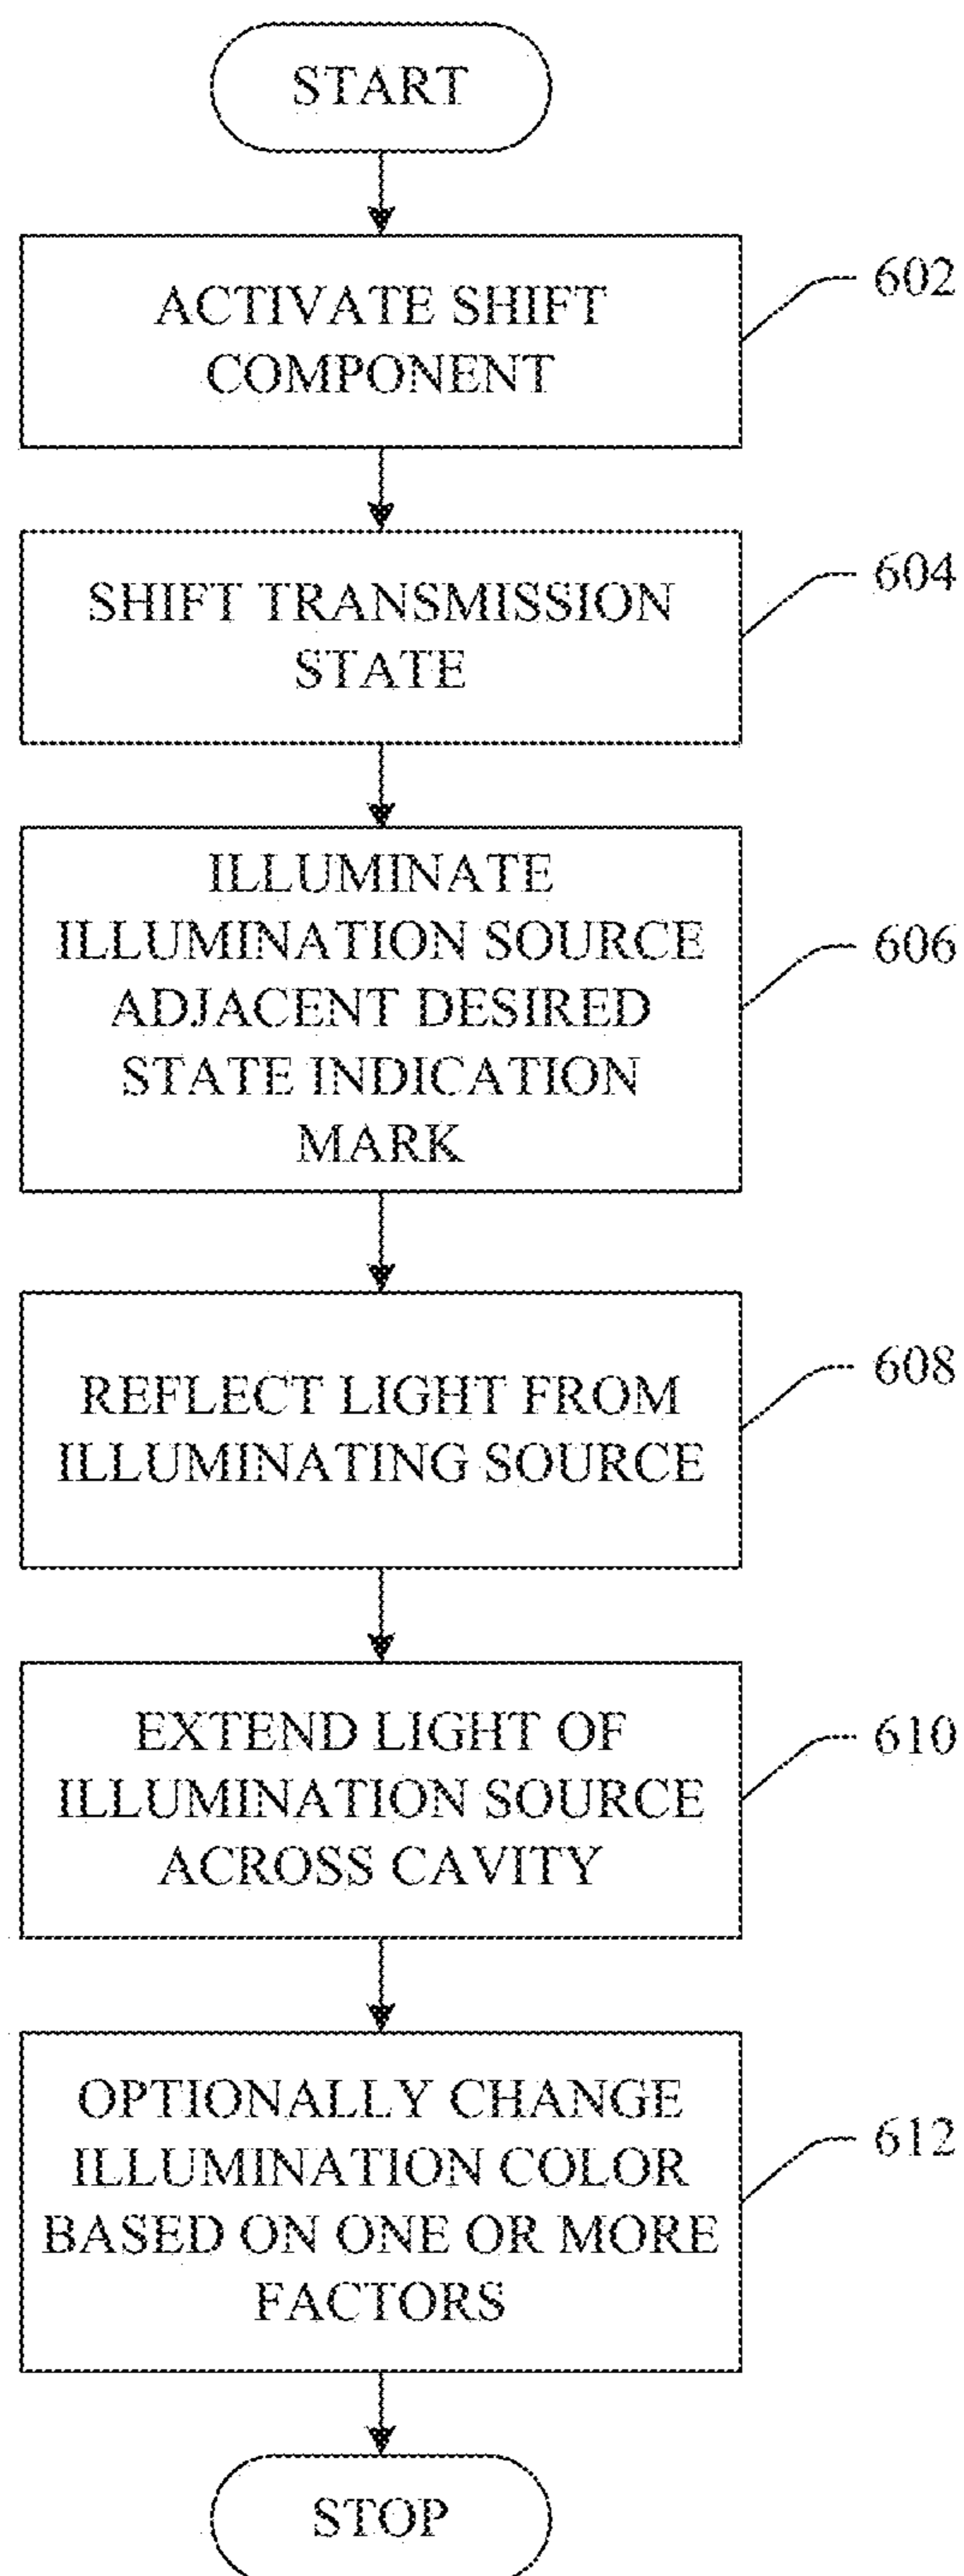 START
ACTIVATE SHIFT
COMPONENT
602
SHIFT TRANSMISSION
STATE
604
ILLUMINATE
ILLUMINATION SOURCE
ADJACENT DESIRED
STATE INDICATION
MARK
606
REFLECT LIGHT FROM
ILLUMINATING SOURCE
608
EXTEND LIGHT OF
ILLUMINATION SOURCE
ACROSS CAVITY
610
OPTIONALLY CHANGE
ILLUMINATION COLOR
BASED ON ONE OR MORE
FACTORS
612
STOP